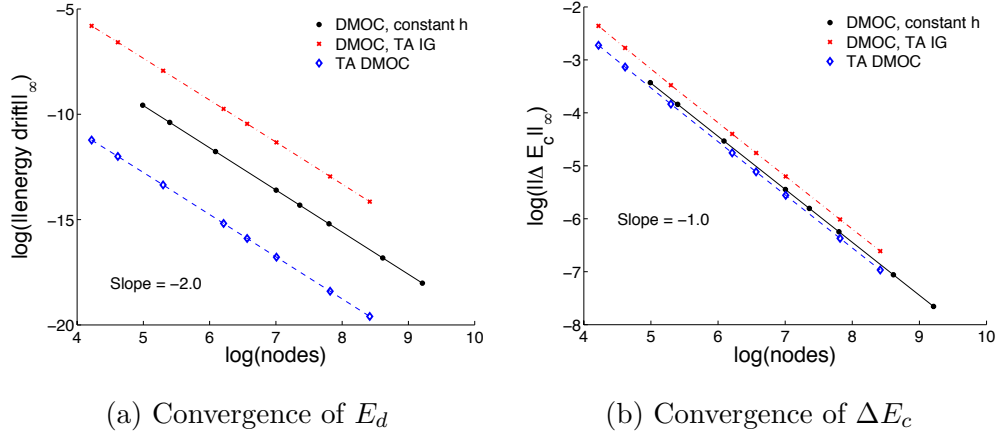 −5
−10
−15
−20
log(||energy drift||∞)
DMOC, constant h
DMOC, TA IG
TA DMOC
Slope = −2.0
4 5 6 7 8 9 10
log(nodes)
(a) Convergence of E_d
−2
−3
−4
−5
−6
−7
−8
log(||Δ E_c||∞)
DMOC, constant h
DMOC, TA IG
TA DMOC
Slope = −1.0
4 5 6 7 8 9 10
log(nodes)
(b) Convergence of ΔE_c